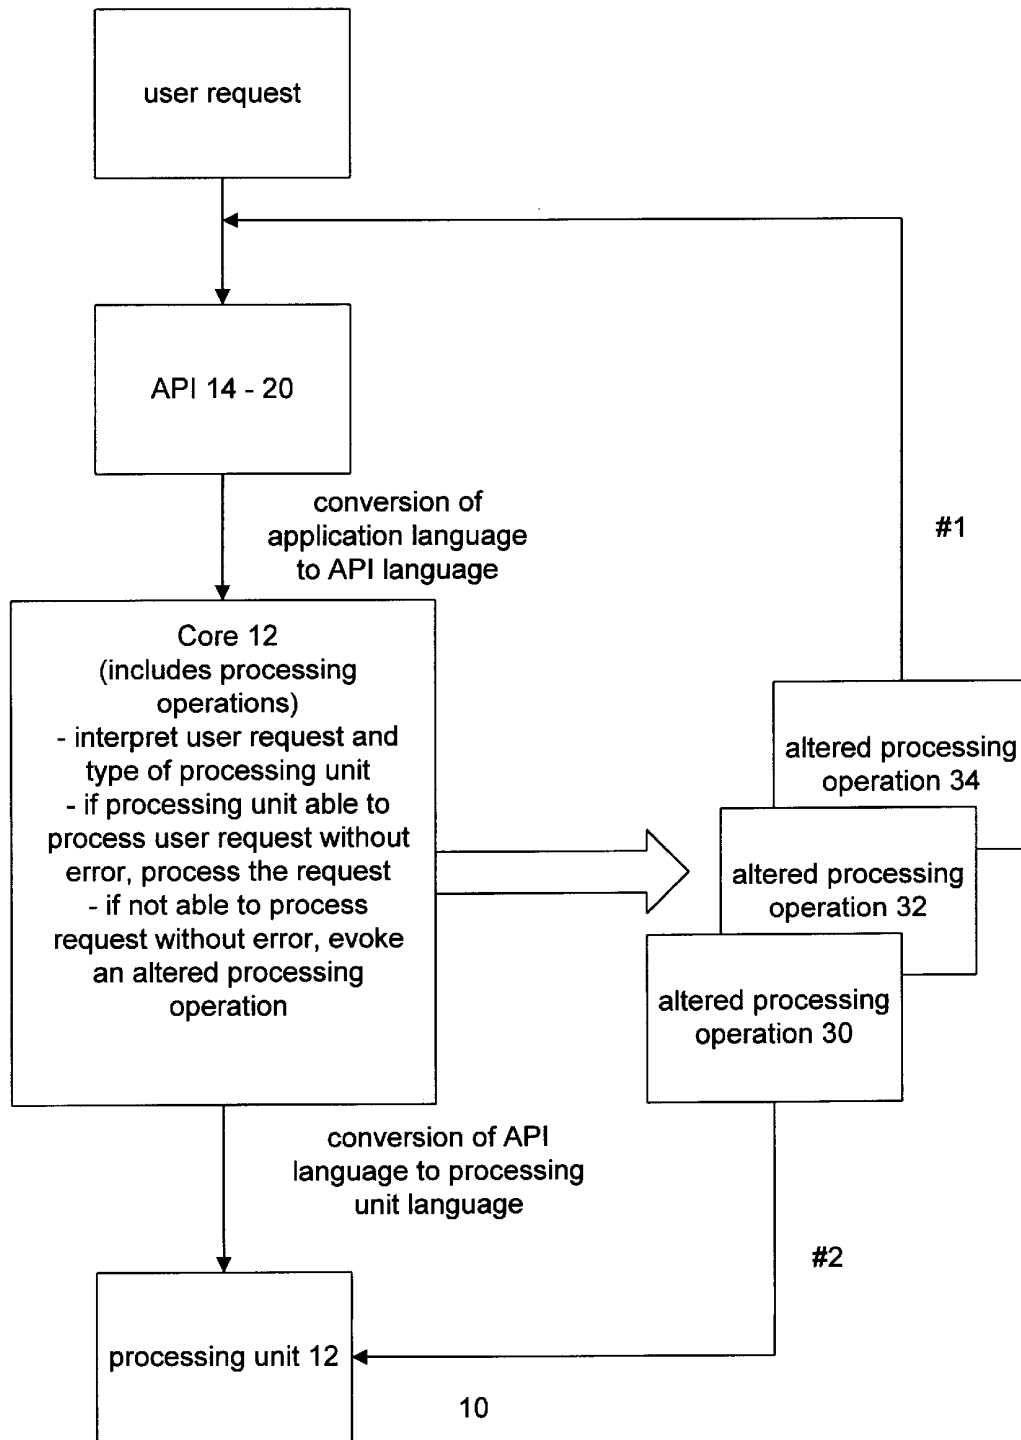 user request
API 14 - 20
conversion of
application language
to API language
#1
Core 12
(includes processing
operations)
- interpret user request and
type of processing unit
- if processing unit able to
process user request without
error, process the request
- if not able to process
request without error, evoke
an altered processing
operation
altered processing
operation 34
altered processing
operation 32
altered processing
operation 30
conversion of API
language to processing
unit language
#2
processing unit 12
10